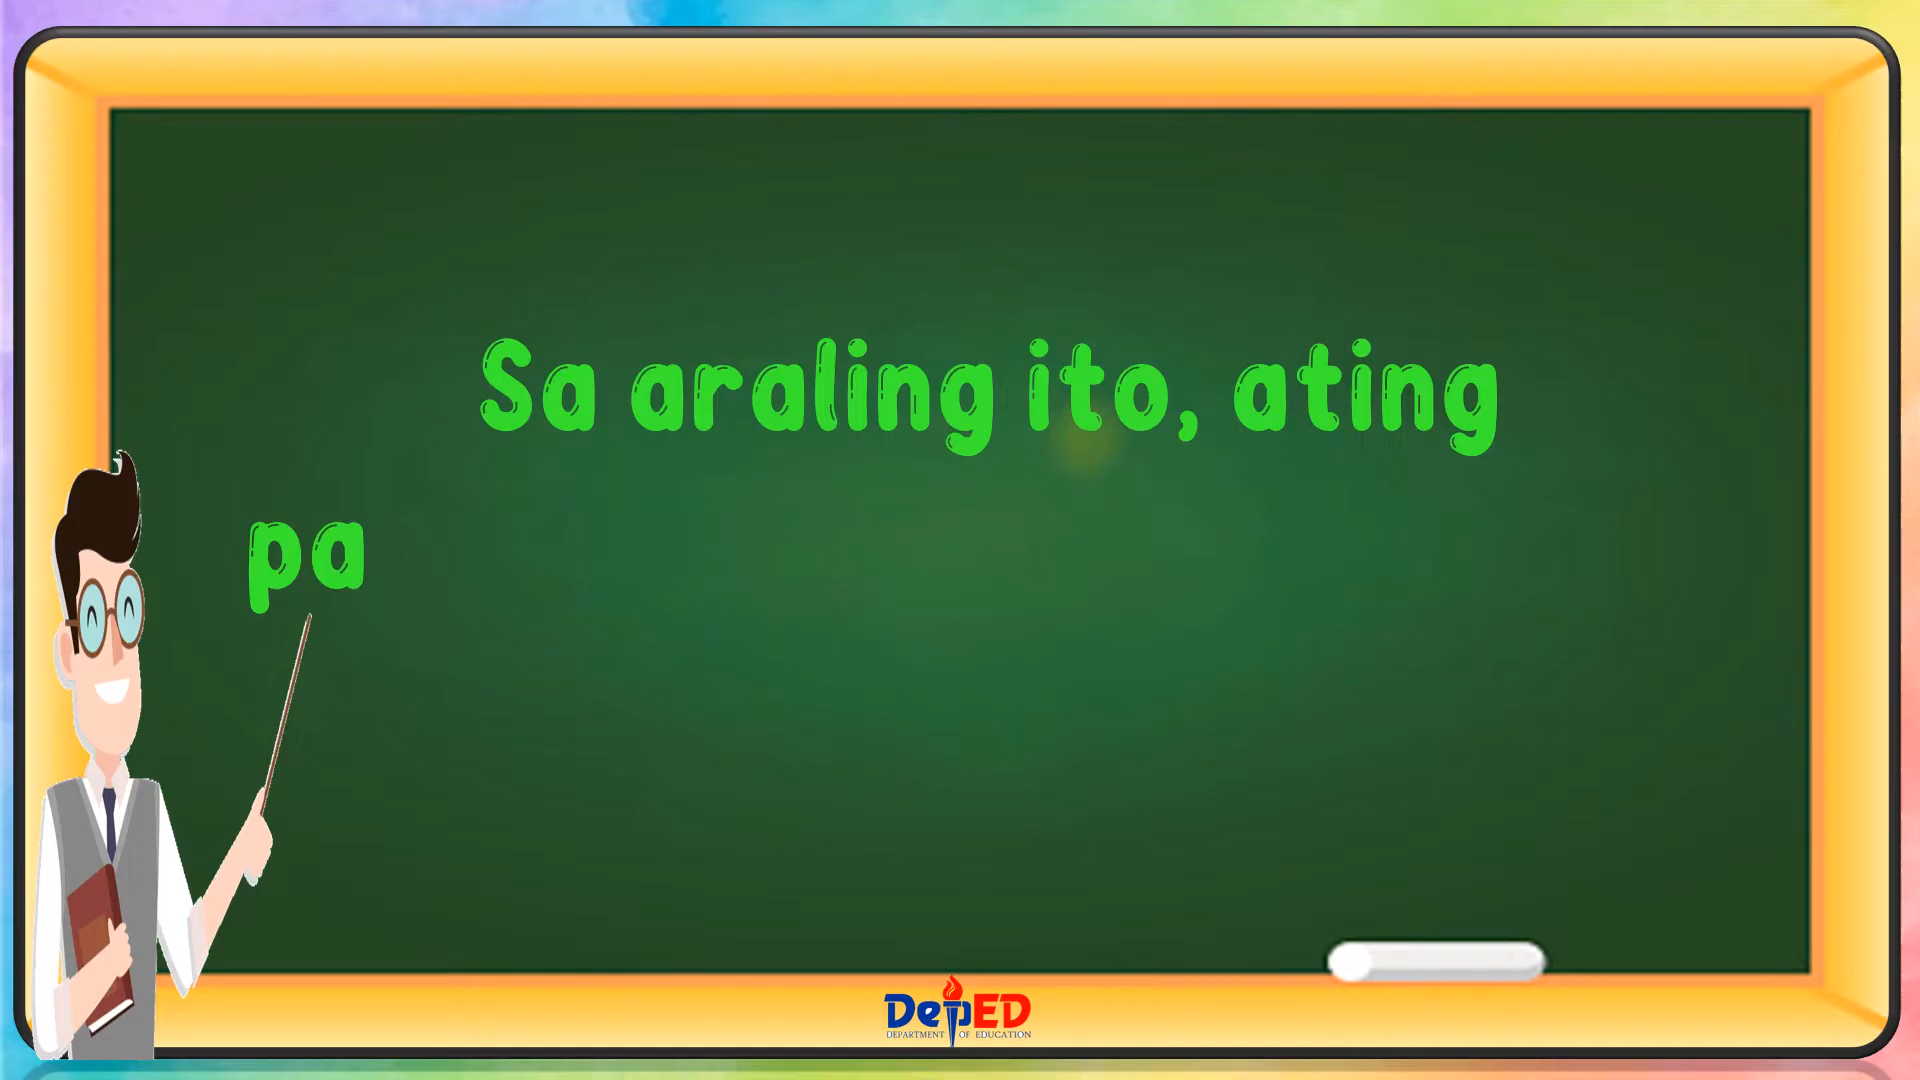 Sa araling ito, ating
pa
DepED
DEPARTMENT OF EDUCATION